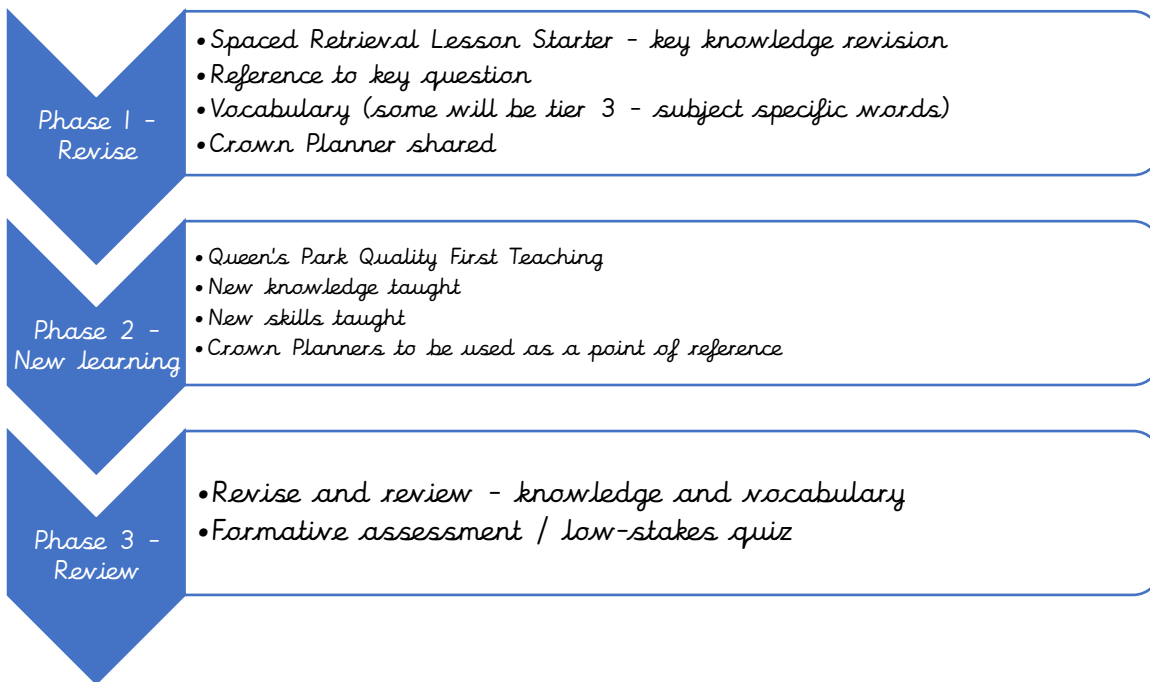 Phase 1 -
Revise
•Spaced Retrieval Lesson Starter - key knowledge revision
•Reference to key question
•Vocabulary (some will be tier 3 - subject specific words)
•Crown Planner shared
Phase 2 -
New learning
•Queen's Park Quality First Teaching
•New knowledge taught
•New skills taught
•Crown Planners to be used as a point of reference
Phase 3 -
Review
•Revise and review - knowledge and vocabulary
•Formative assessment / low-stakes quiz